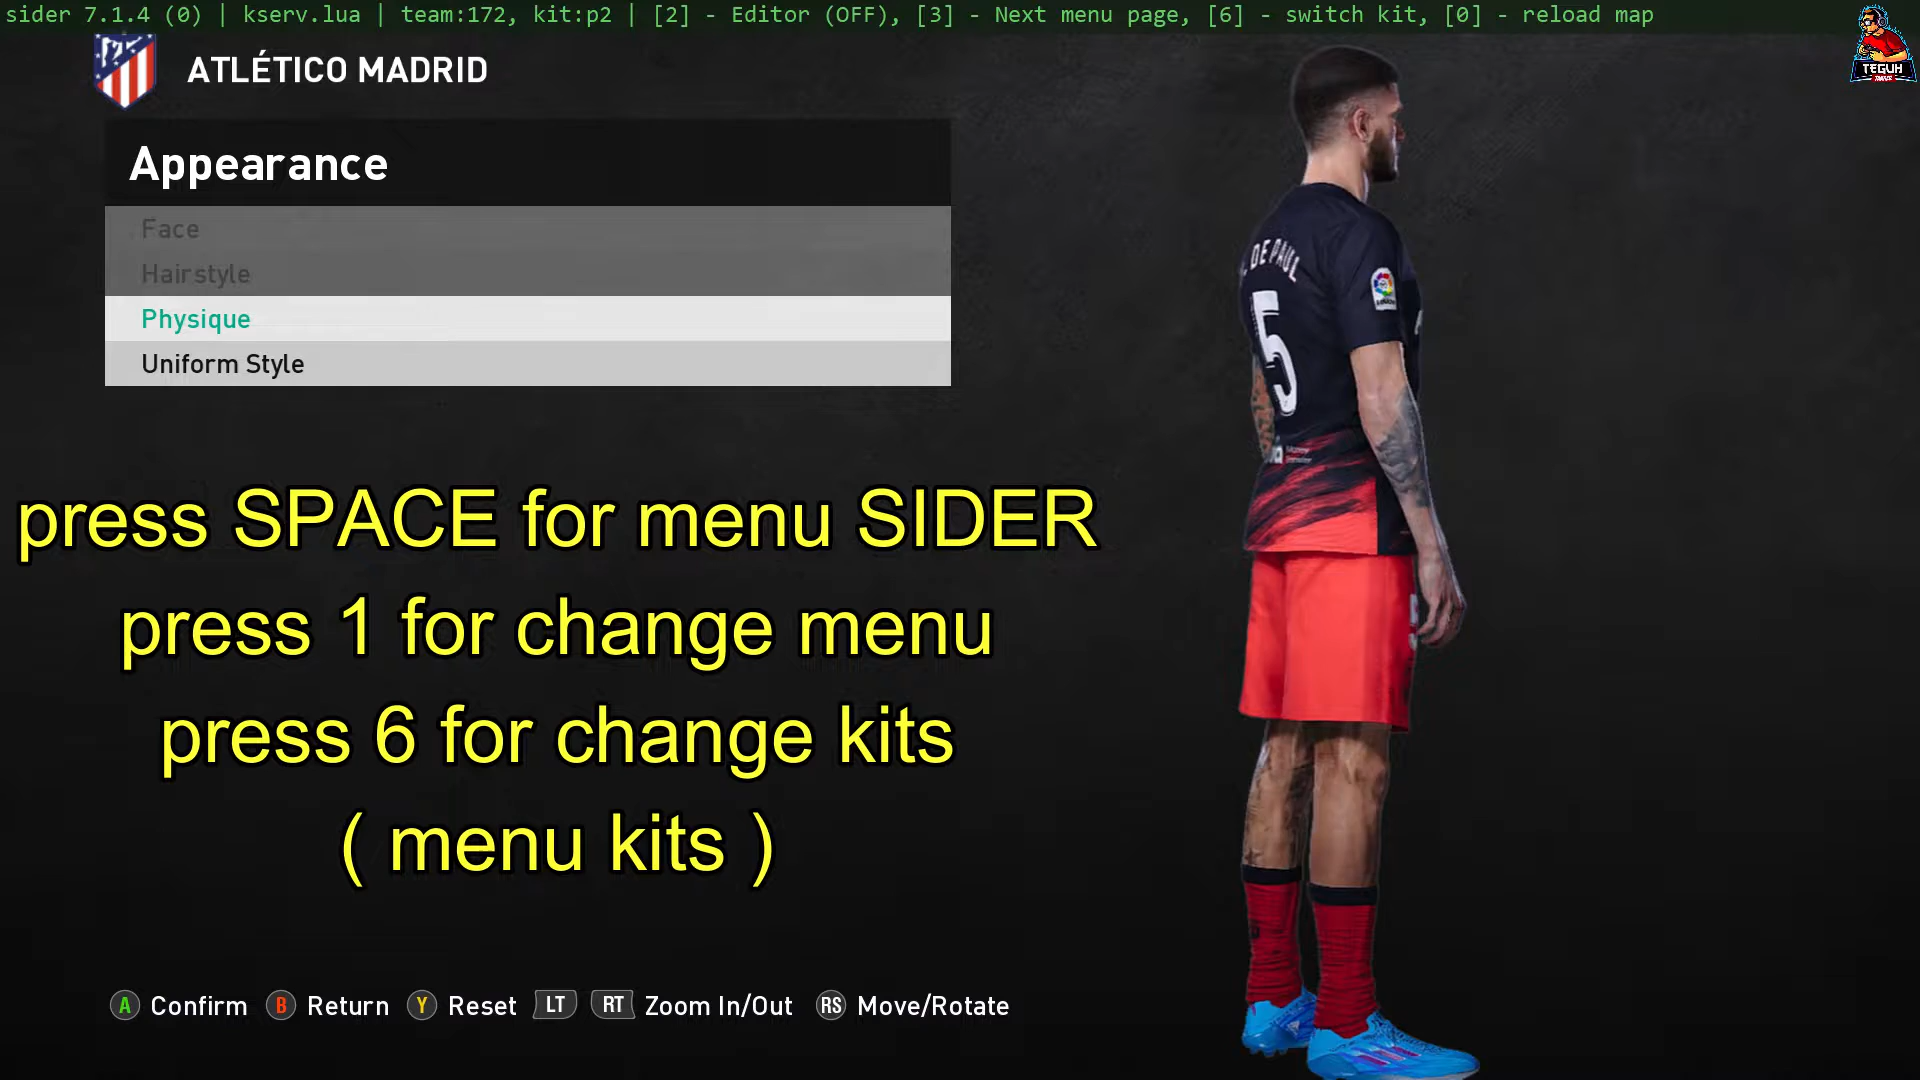 sider 7.1.4 (0) | kserv.lua | team:172, kit:p2 | [2] - Editor (OFF), [3] - Next menu page, [6] - switch kit, [0] - reload map
TEGUH
ATLÉTICO MADRID
Appearance
Face
Hairstyle
Physique
Uniform Style
DE PAUL
5
press SPACE for menu SIDER
press 1 for change menu
press 6 for change kits
( menu kits )
A Confirm B Return Y Reset LT RT Zoom In/Out RS Move/Rotate